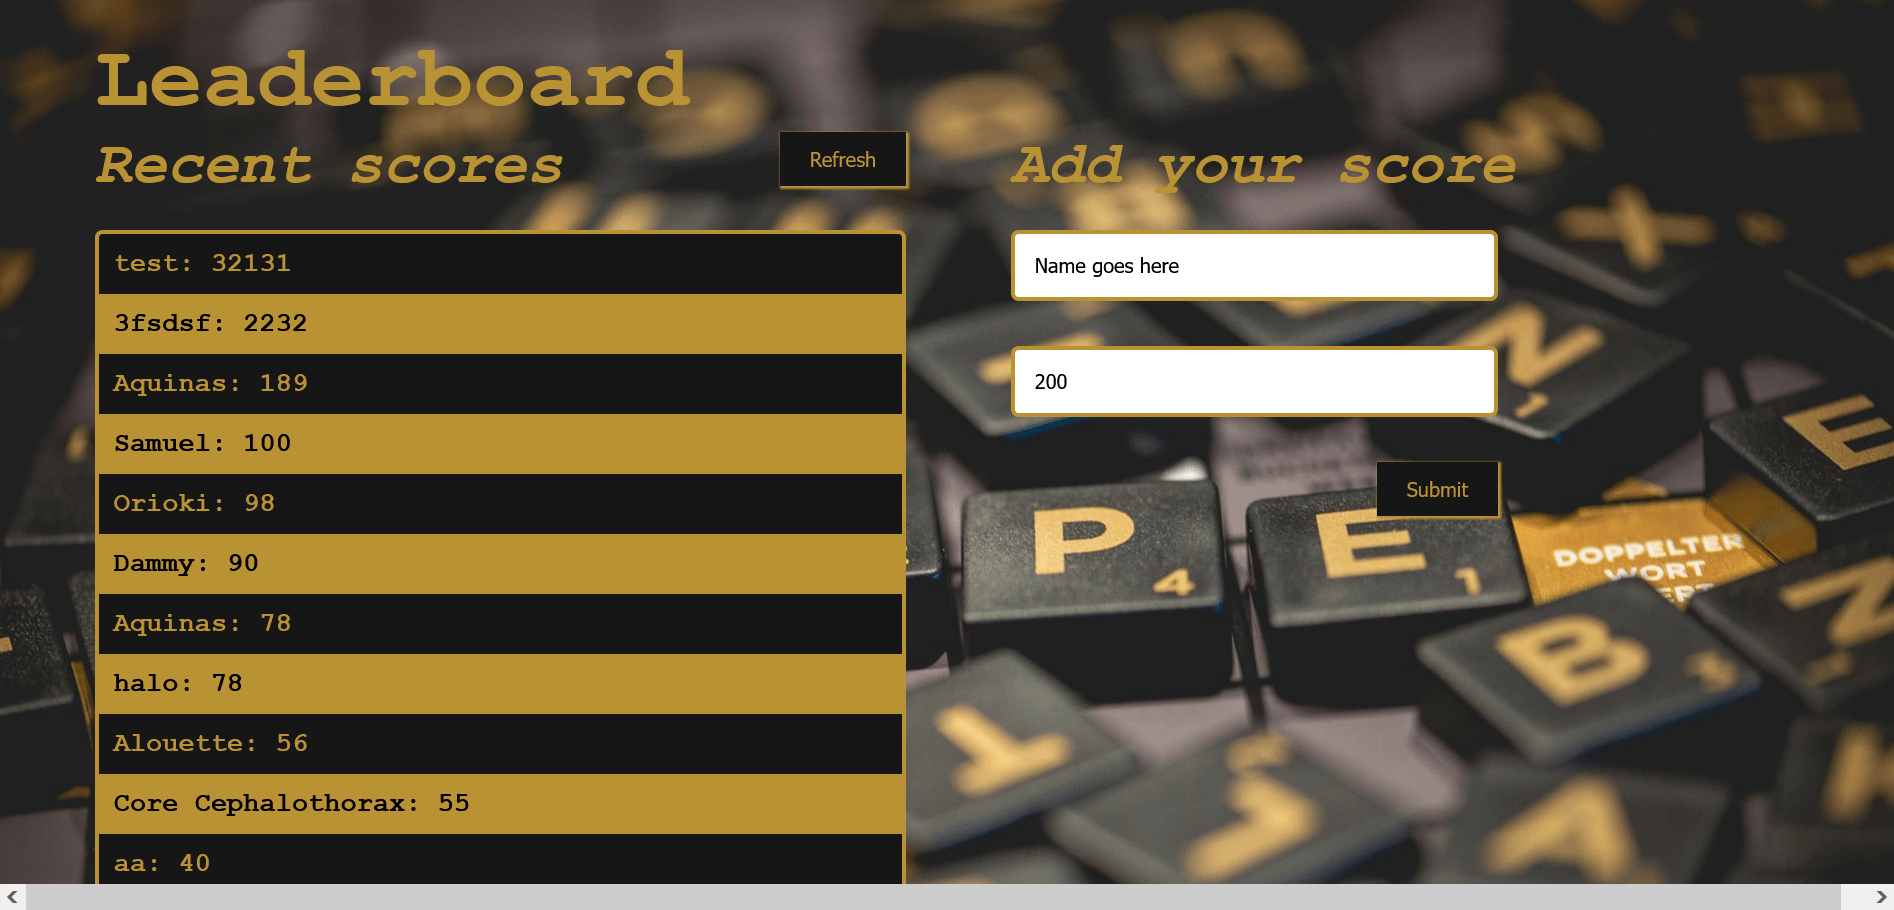 Leaderboard
Recent scores
Refresh
test: 32131
3fsdsf: 2232
Aquinas: 189
Samuel: 100
Orioki: 98
Dammy: 90
Aquinas: 78
halo: 78
Alouette: 56
Core Cephalothorax: 55
aa: 40
Add your score
Name goes here
200
Submit
N
1
E
P
4
E
1
DOPPELTER
WORT
B
Z
X